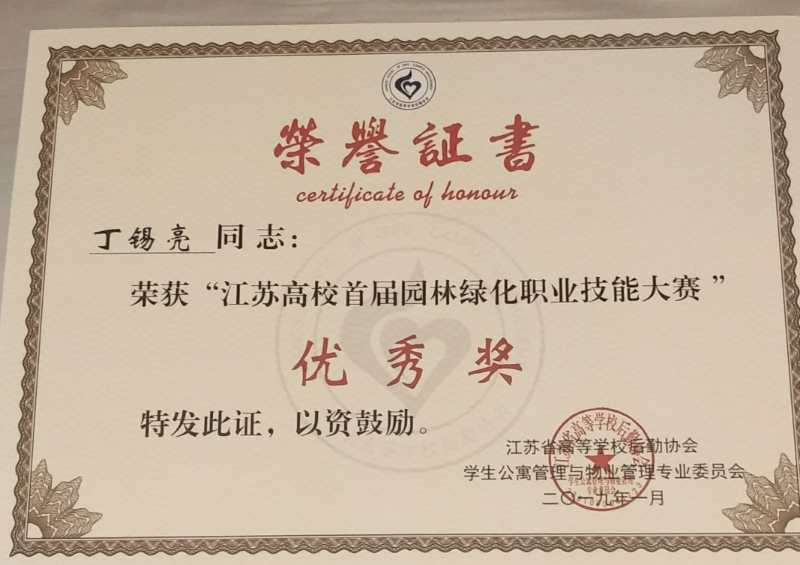 榮譽証書
certificate of honour
丁锡亮 同志：
荣获“江苏高校首届园林绿化职业技能大赛”
优秀奖
特发此证，以资鼓励。
江苏省高等学校后勤协会
学生公寓管理与物业管理专业委员会
二〇一九年一月